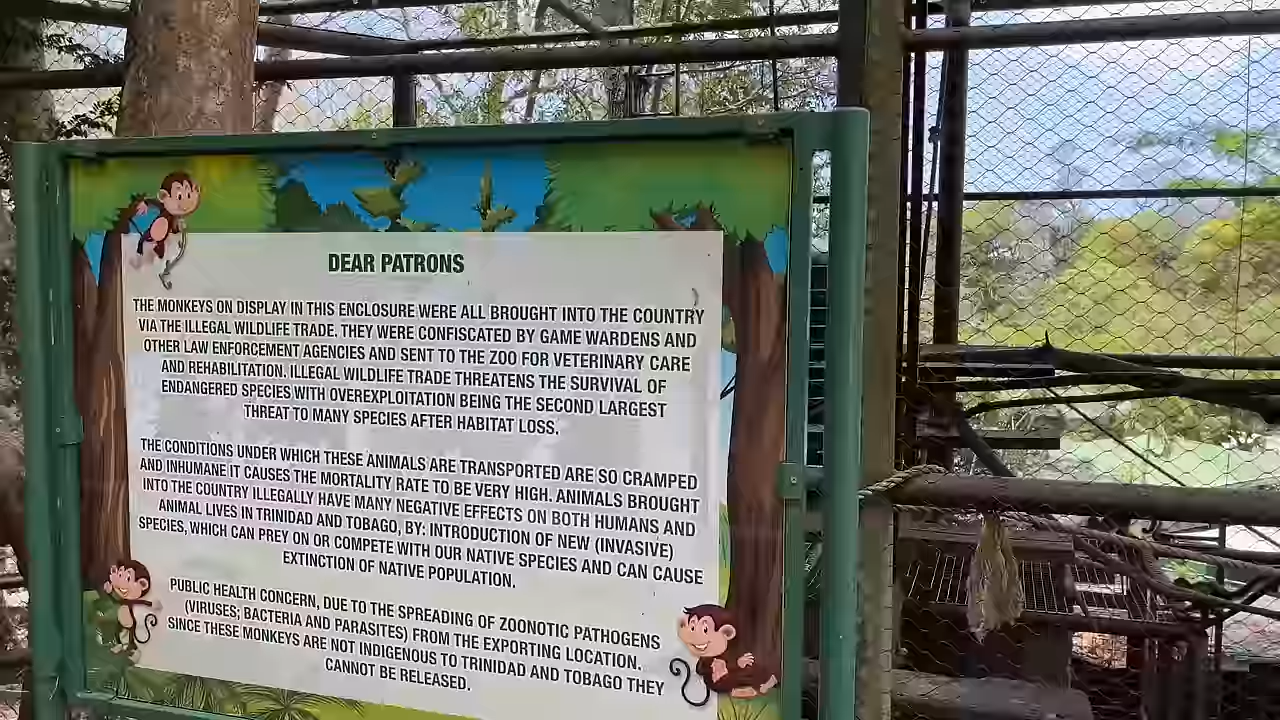 DEAR PATRONS
THE MONKEYS ON DISPLAY IN THIS ENCLOSURE WERE ALL BROUGHT INTO THE COUNTRY
VIA THE ILLEGAL WILDLIFE TRADE. THEY WERE CONFISCATED BY GAME WARDENS AND
OTHER LAW ENFORCEMENT AGENCIES AND SENT TO THE ZOO FOR VETERINARY CARE
AND REHABILITATION. ILLEGAL WILDLIFE TRADE THREATENS THE SURVIVAL OF
ENDANGERED SPECIES WITH OVEREXPLOITATION BEING THE SECOND LARGEST
THREAT TO MANY SPECIES AFTER HABITAT LOSS.
THE CONDITIONS UNDER WHICH THESE ANIMALS ARE TRANSPORTED ARE SO CRAMPED
AND INHUMANE IT CAUSES THE MORTALITY RATE TO BE VERY HIGH. ANIMALS BROUGHT
INTO THE COUNTRY ILLEGALLY HAVE MANY NEGATIVE EFFECTS ON BOTH HUMANS AND
ANIMAL LIVES IN TRINIDAD AND TOBAGO, BY: INTRODUCTION OF NEW (INVASIVE)
SPECIES, WHICH CAN PREY ON OR COMPETE WITH OUR NATIVE SPECIES AND CAN CAUSE
EXTINCTION OF NATIVE POPULATION.
PUBLIC HEALTH CONCERN, DUE TO THE SPREADING OF ZOONOTIC PATHOGENS
(VIRUSES; BACTERIA AND PARASITES) FROM THE EXPORTING LOCATION.
SINCE THESE MONKEYS ARE NOT INDIGENOUS TO TRINIDAD AND TOBAGO THEY
CANNOT BE RELEASED.